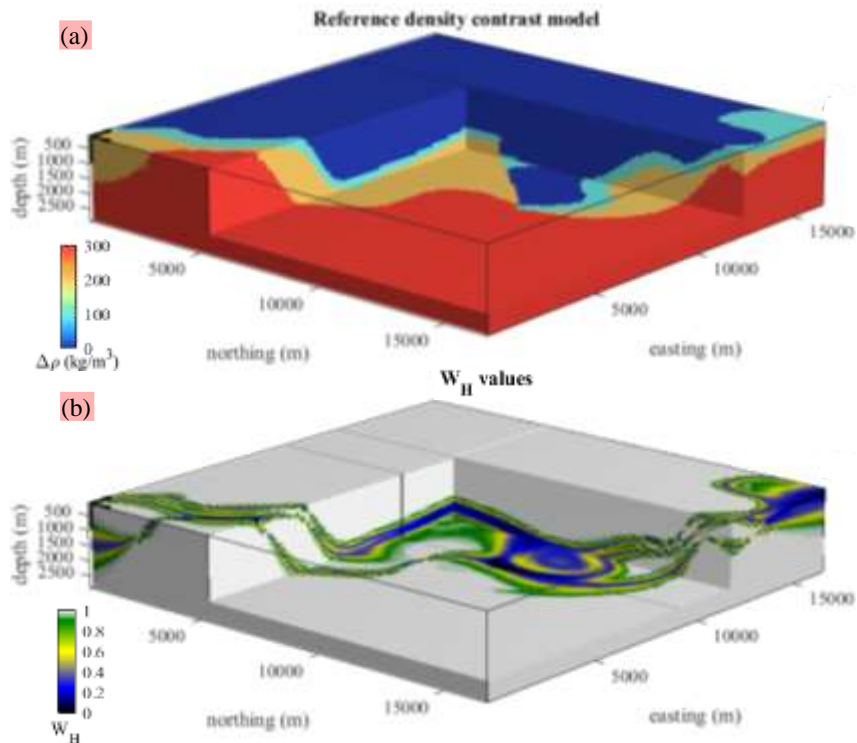 (a)
Reference density contrast model
500
1000
1500
2000
2500
depth (m)
5000
10000
15000
northing (m)
5000
10000
15000
easting (m)
300
200
100
0
Δρ (kg/m³)
(b)
W_H values
500
1000
1500
2000
2500
depth (m)
5000
10000
15000
northing (m)
5000
10000
15000
easting (m)
1
0.8
0.6
0.4
0.2
0
W_H